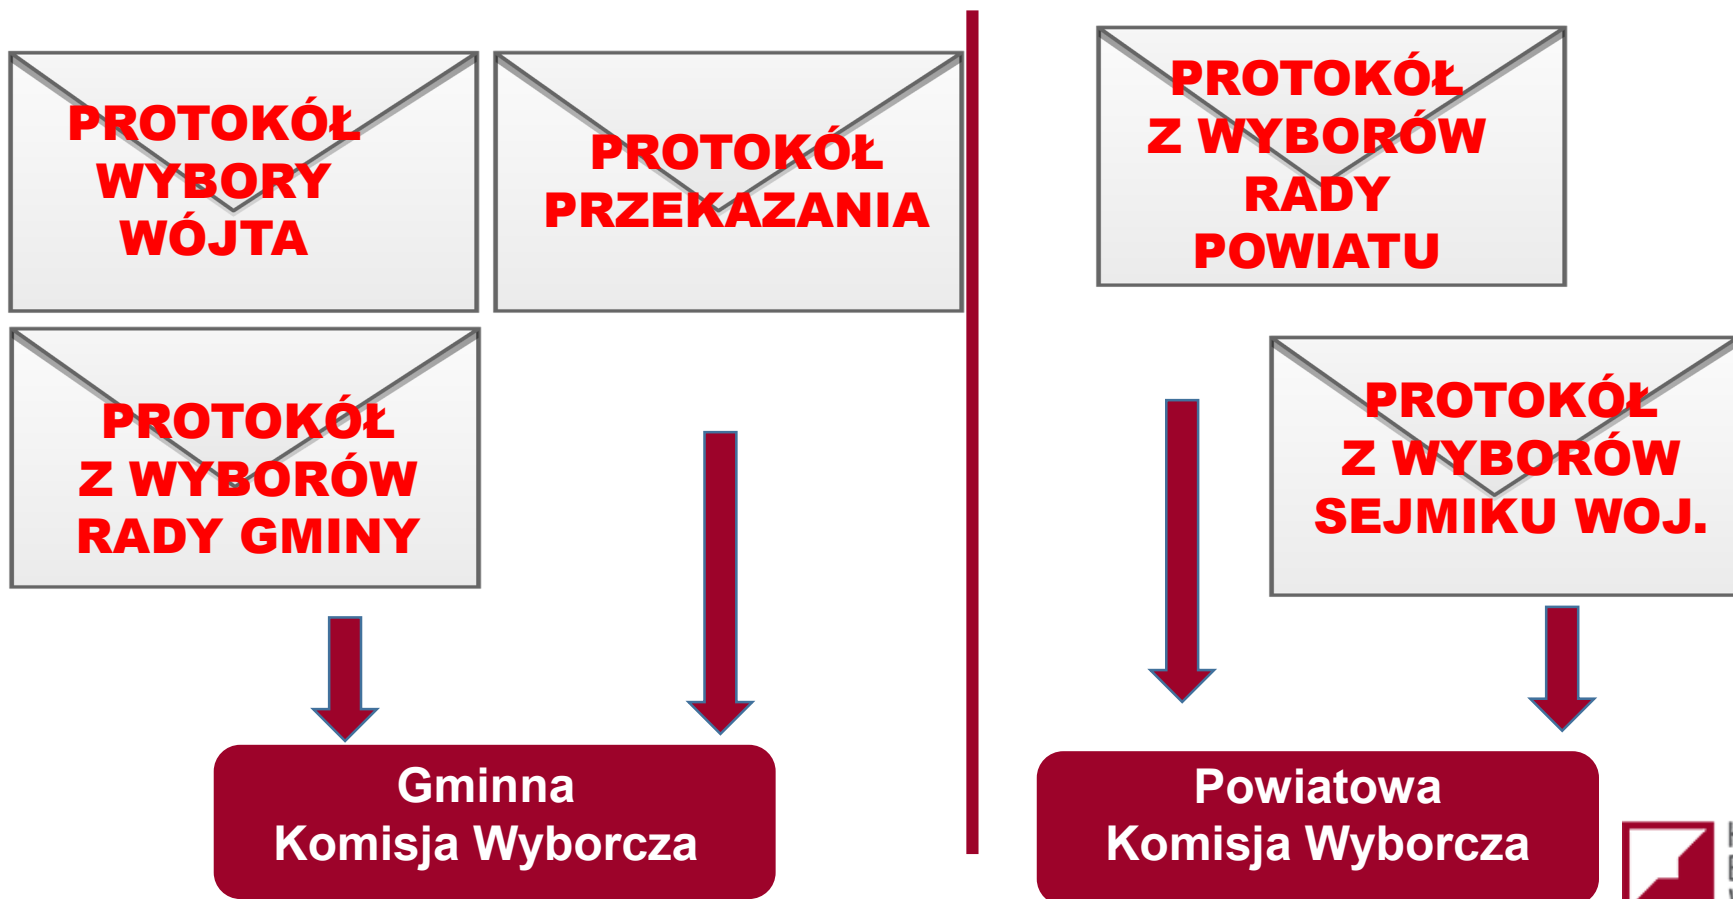 PROTOKÓŁ
WYBORY
WÓJTA
PROTOKÓŁ
PRZEKAZANIA
PROTOKÓŁ
Z WYBORÓW
RADY GMINY
Gminna
Komisja Wyborcza
PROTOKÓŁ
Z WYBORÓW
RADY
POWIATU
PROTOKÓŁ
Z WYBORÓW
SEJMIKU WOJ.
Powiatowa
Komisja Wyborcza